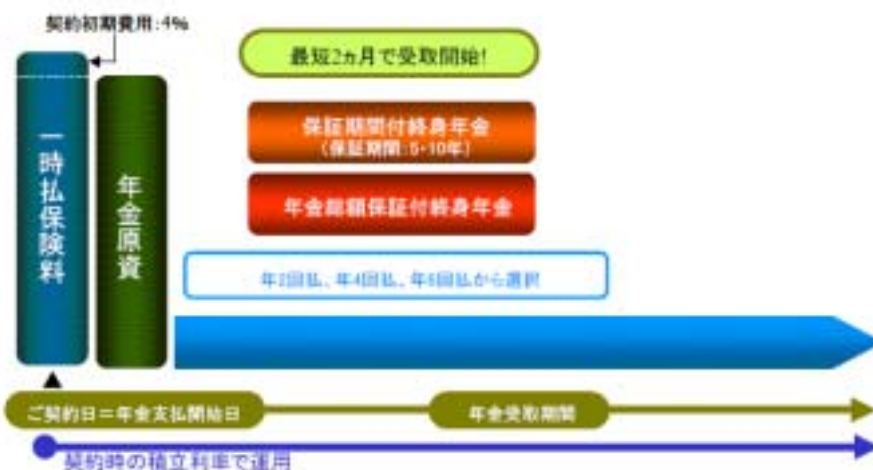 契約初期費用:4%
最短2ヵ月で受取開始!
一時払保険料
年金原資
保証期間付終身年金
(保証期間:5・10年)
年金総額保証付終身年金
年2回払、年4回払、年6回払から選択
ご契約日=年金支払開始日
年金受取期間
契約時の積立利率で運用